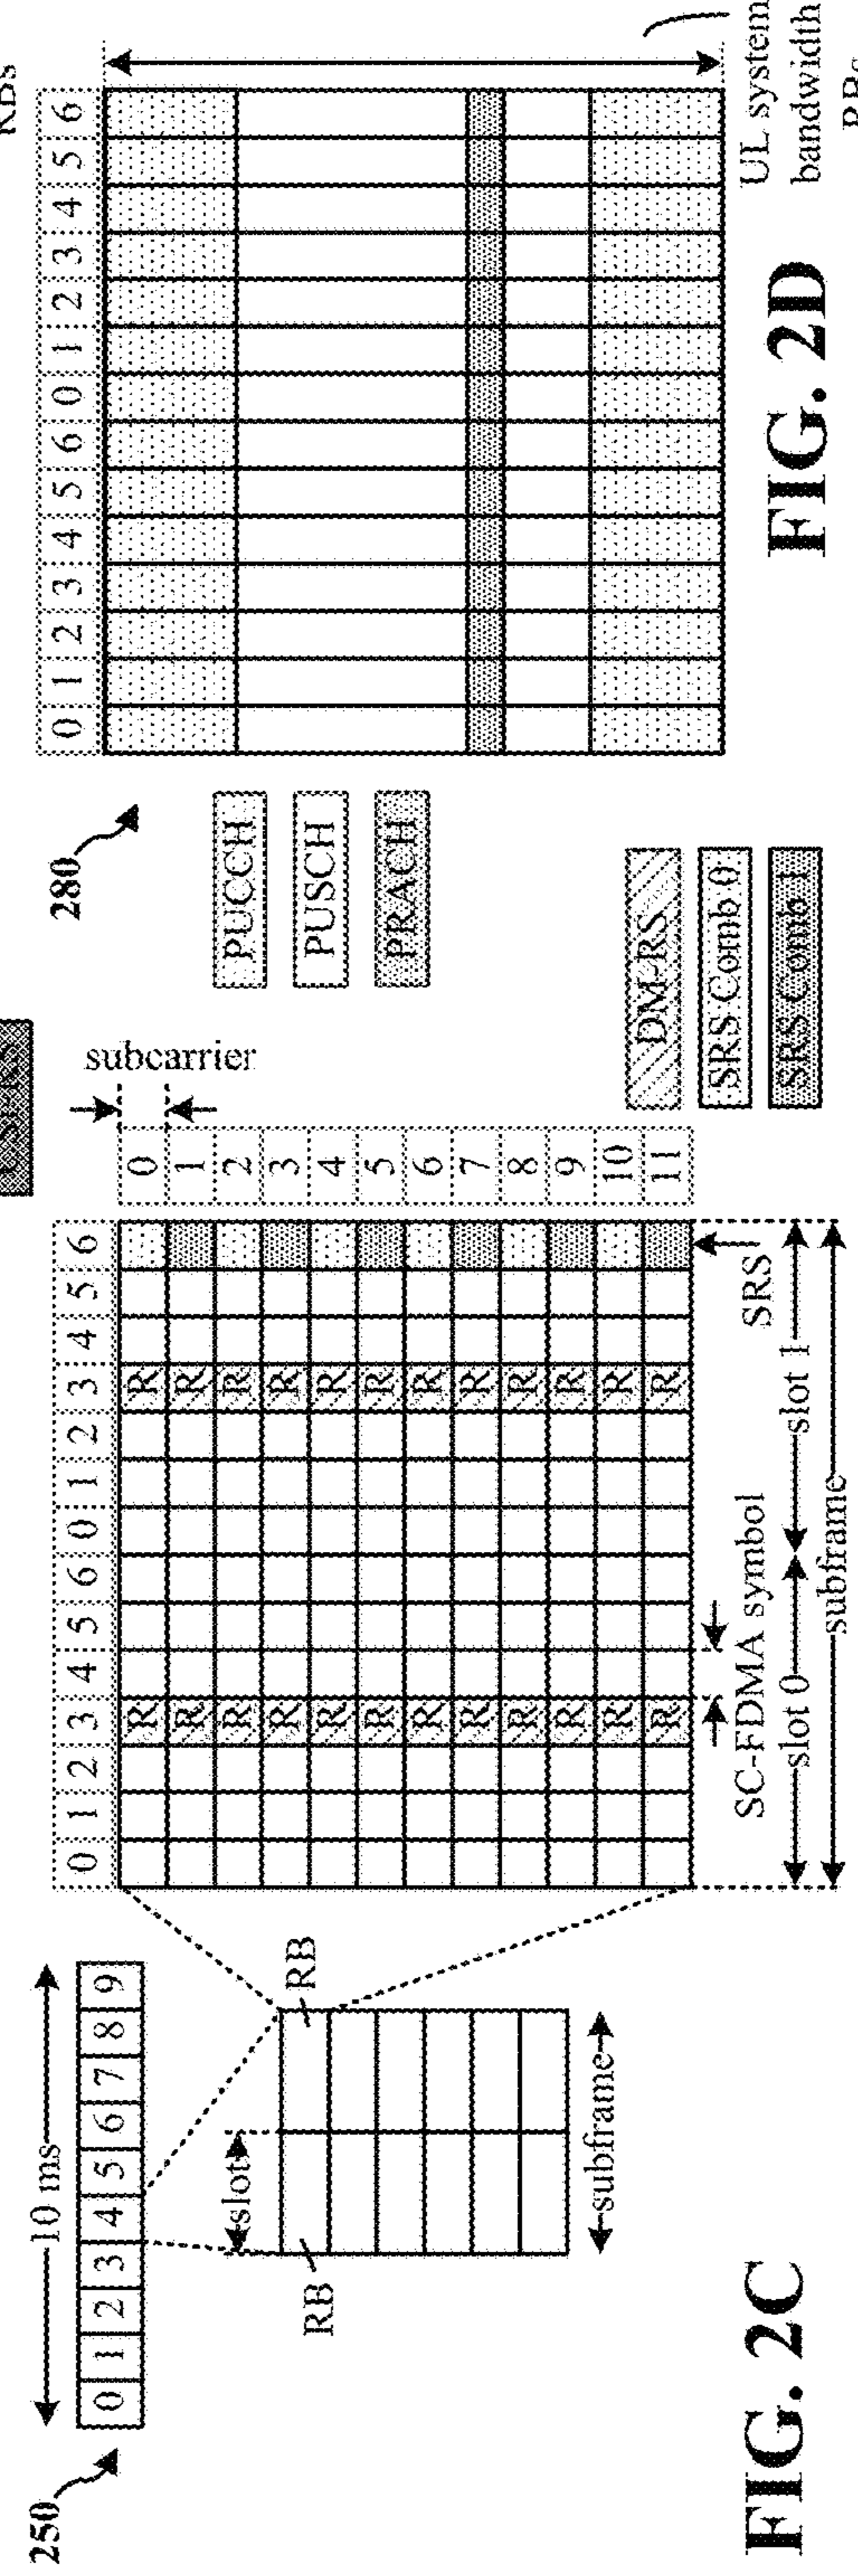 250
10 ms
0 1 2 3 4 5 6 7 8 9
slot
RB
RB
subframe
0 1 2 3 4 5 6 0 1 2 3 4 5 6
subcarrier
0
1
2
3
4
5
6
7
8
9
10
11
R R
R R
R R
R R
R R
R R
R R
R R
R R
R R
R R
R R
SC-FDMA symbol
SRS
slot 0
slot 1
subframe
DM-RS
SRS Comb 0
SRS Comb 1
FIG. 2C
CSI-RS
280
PUCCH
PUSCH
PRACH
RBs
0 1 2 3 4 5 6 0 1 2 3 4 5 6
UL system
bandwidth
RBs
FIG. 2D